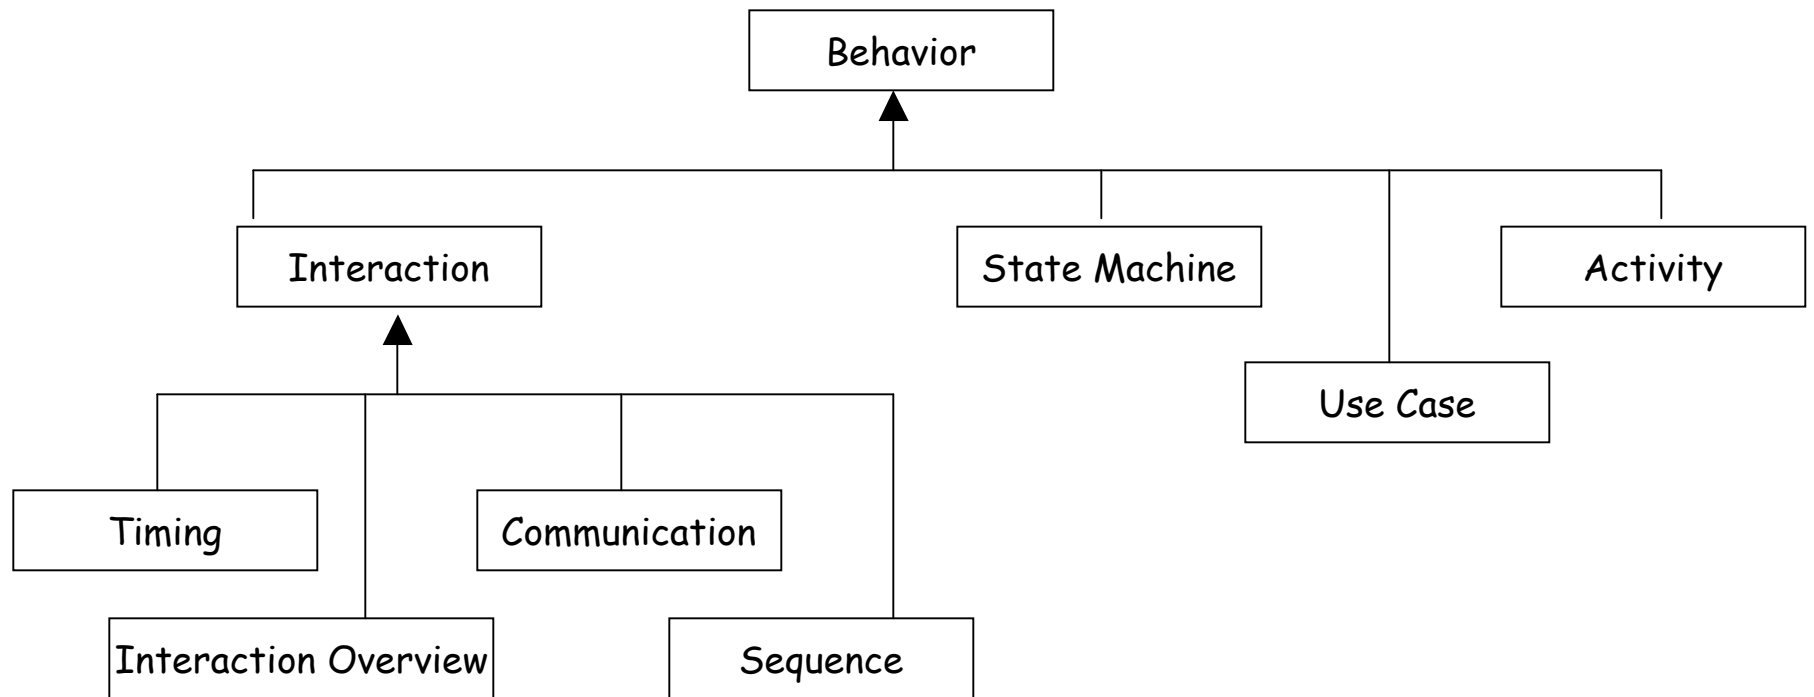 Behavior
Interaction
State Machine
Activity
Use Case
Timing
Communication
Interaction Overview
Sequence